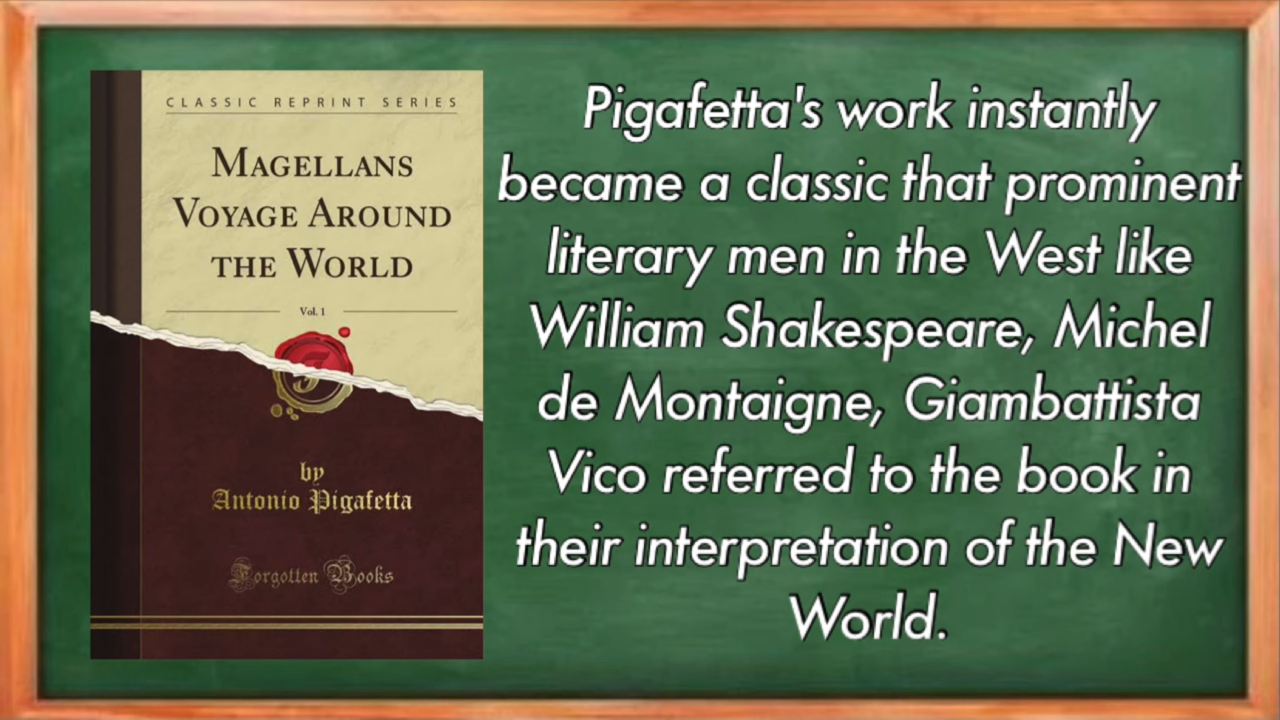 CLASSIC REPRINT SERIES
MAGELLANS
VOYAGE AROUND
THE WORLD
Vol. 1
by
Antonio Pigafetta
Forgotten Books
Pigafetta's work instantly
became a classic that prominent
literary men in the West like
William Shakespeare, Michel
de Montaigne, Giambattista
Vico referred to the book in
their interpretation of the New
World.